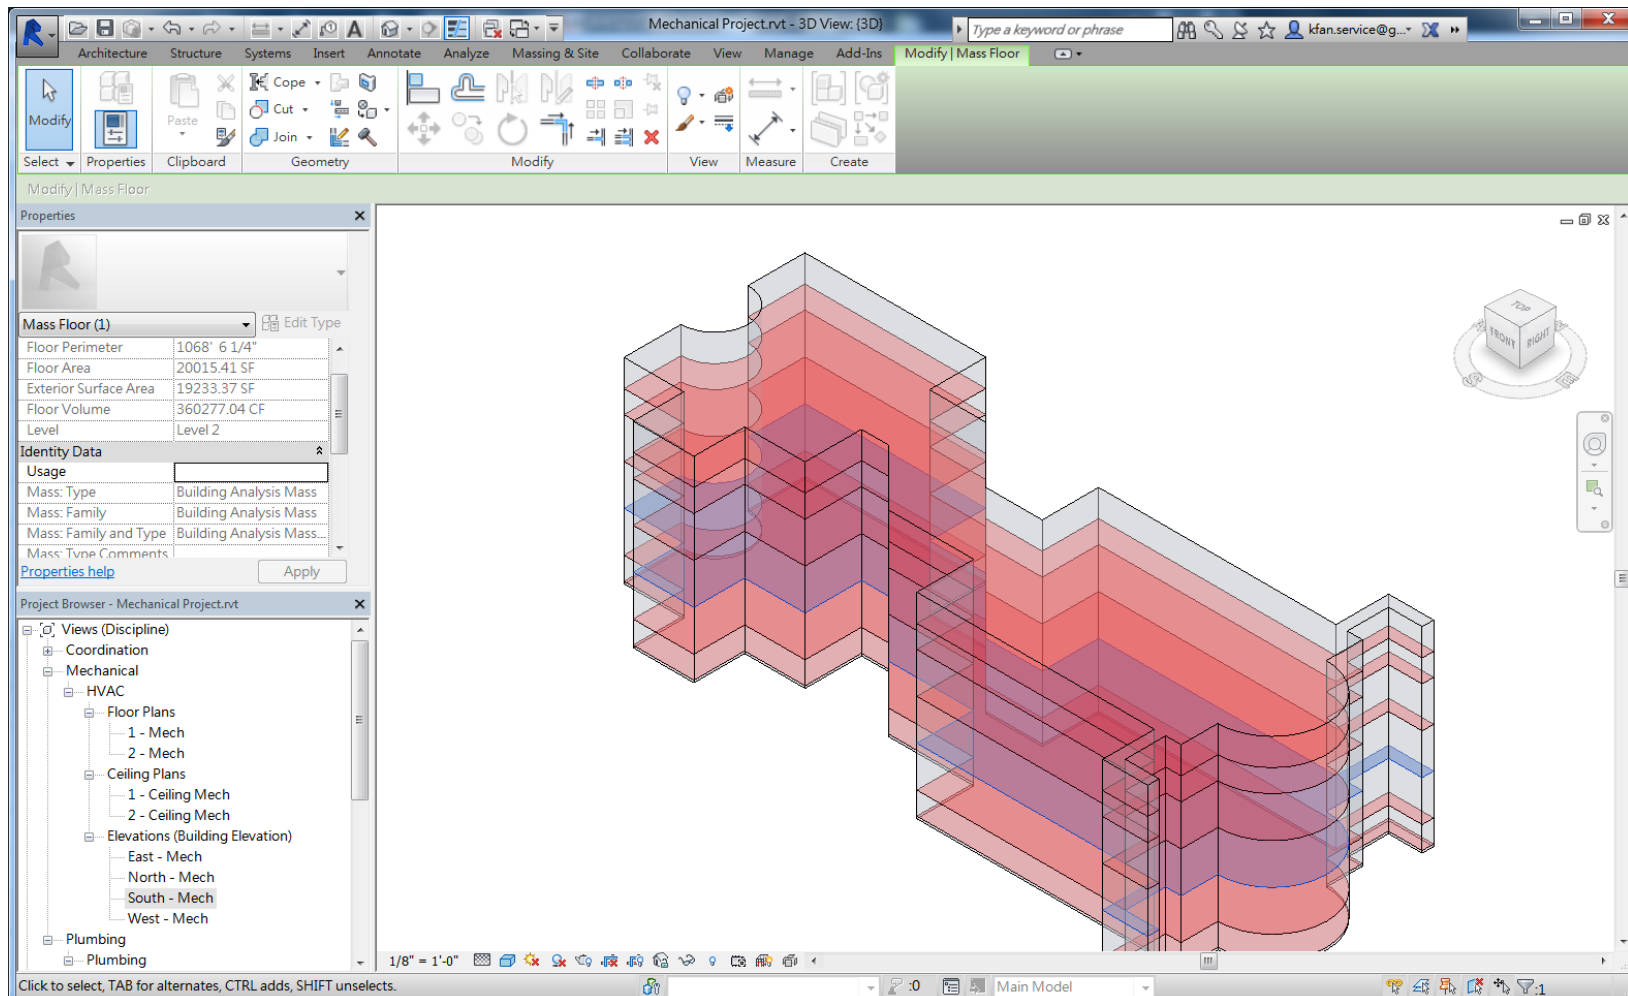 Mechanical Project.rvt - 3D View: {3D}
Type a keyword or phrase
kfan.service@g...
Architecture Structure Systems Insert Annotate Analyze Massing & Site Collaborate View Manage Add-Ins Modify | Mass Floor
Modify
Paste
Cope
Cut
Join
Select Properties Clipboard Geometry Modify View Measure Create
Modify | Mass Floor
Properties
Mass Floor (1)
Edit Type
Floor Perimeter 1068' 6 1/4"
Floor Area 20015.41 SF
Exterior Surface Area 19233.37 SF
Floor Volume 360277.04 CF
Level Level 2
Identity Data
Usage
Mass: Type Building Analysis Mass
Mass: Family Building Analysis Mass
Mass: Family and Type Building Analysis Mass...
Mass: Type Comments
Properties help
Apply
Project Browser - Mechanical Project.rvt
Views (Discipline)
Coordination
Mechanical
HVAC
Floor Plans
1 - Mech
2 - Mech
Ceiling Plans
1 - Ceiling Mech
2 - Ceiling Mech
Elevations (Building Elevation)
East - Mech
North - Mech
South - Mech
West - Mech
Plumbing
Plumbing
TOP
FRONT
RIGHT
1/8" = 1'-0"
Click to select, TAB for alternates, CTRL adds, SHIFT unselects.
:0
Main Model
:1